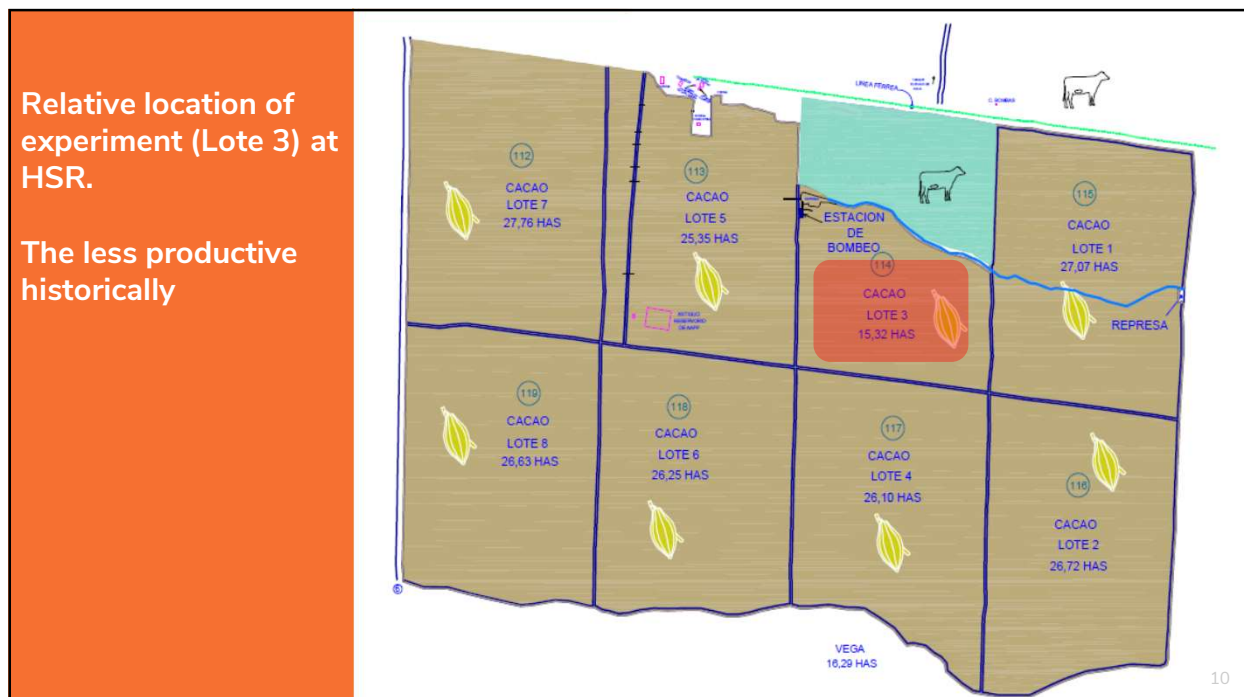 Relative location of
experiment (Lote 3) at
HSR.
The less productive
historically
LINEA FERREA
C. BOMBAS
112
CACAO
LOTE 7
27,76 HAS
113
CACAO
LOTE 5
25,35 HAS
ESTACION
DE
BOMBEO
114
CACAO
LOTE 3
15,32 HAS
115
CACAO
LOTE 1
27,07 HAS
REPRESA
119
CACAO
LOTE 8
26,63 HAS
118
CACAO
LOTE 6
26,25 HAS
117
CACAO
LOTE 4
26,10 HAS
116
CACAO
LOTE 2
26,72 HAS
VEGA
16,29 HAS
10